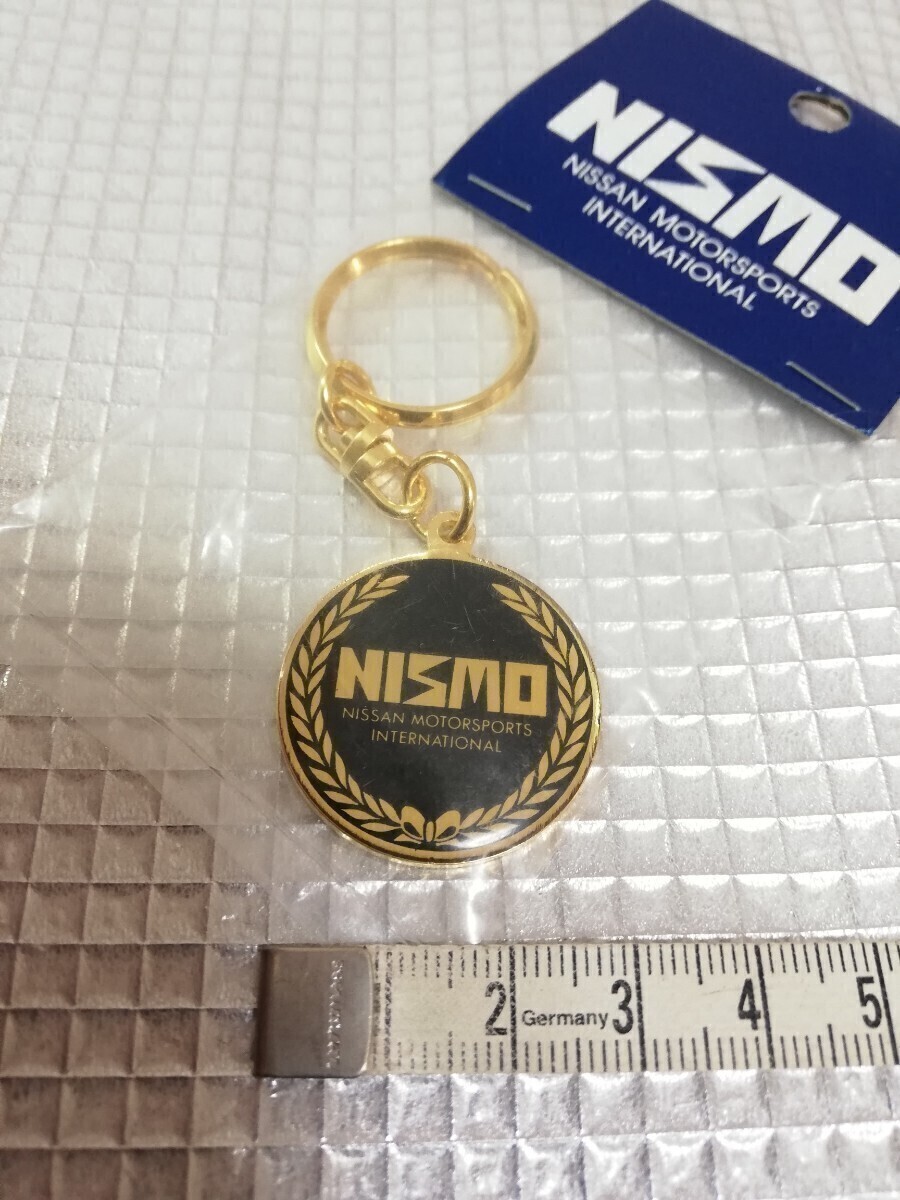 NISMO
NISSAN MOTORSPORTS
INTERNATIONAL
NISMO
NISSAN MOTORSPORTS
INTERNATIONAL
2 Germany 3 4 5